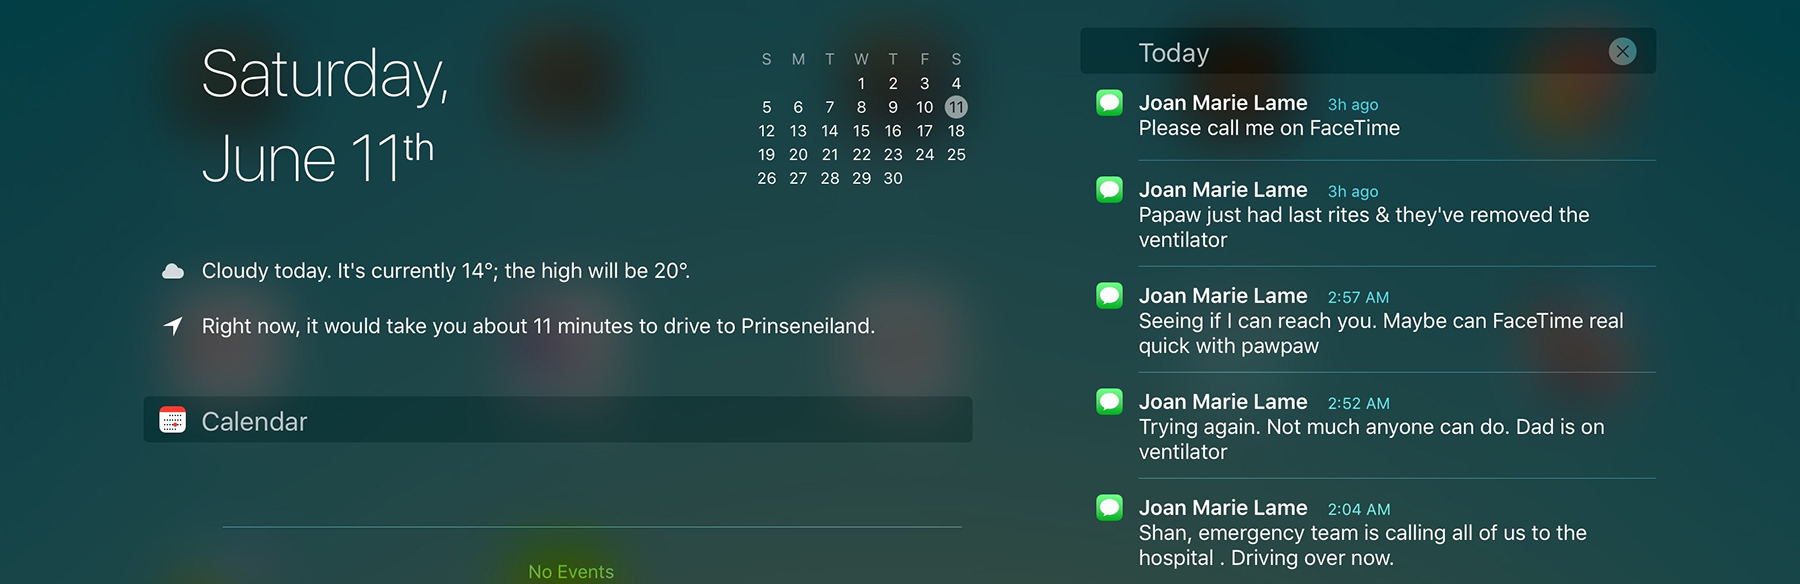 Saturday,
June 11th
S M T W T F S
1 2 3 4
5 6 7 8 9 10 11
12 13 14 15 16 17 18
19 20 21 22 23 24 25
26 27 28 29 30
Cloudy today. It's currently 14°; the high will be 20°.
Right now, it would take you about 11 minutes to drive to Prinseneiland.
Calendar
No Events
Today
Joan Marie Lame 3h ago
Please call me on FaceTime
Joan Marie Lame 3h ago
Papaw just had last rites & they've removed the
ventilator
Joan Marie Lame 2:57 AM
Seeing if I can reach you. Maybe can FaceTime real
quick with pawpaw
Joan Marie Lame 2:52 AM
Trying again. Not much anyone can do. Dad is on
ventilator
Joan Marie Lame 2:04 AM
Shan, emergency team is calling all of us to the
hospital . Driving over now.